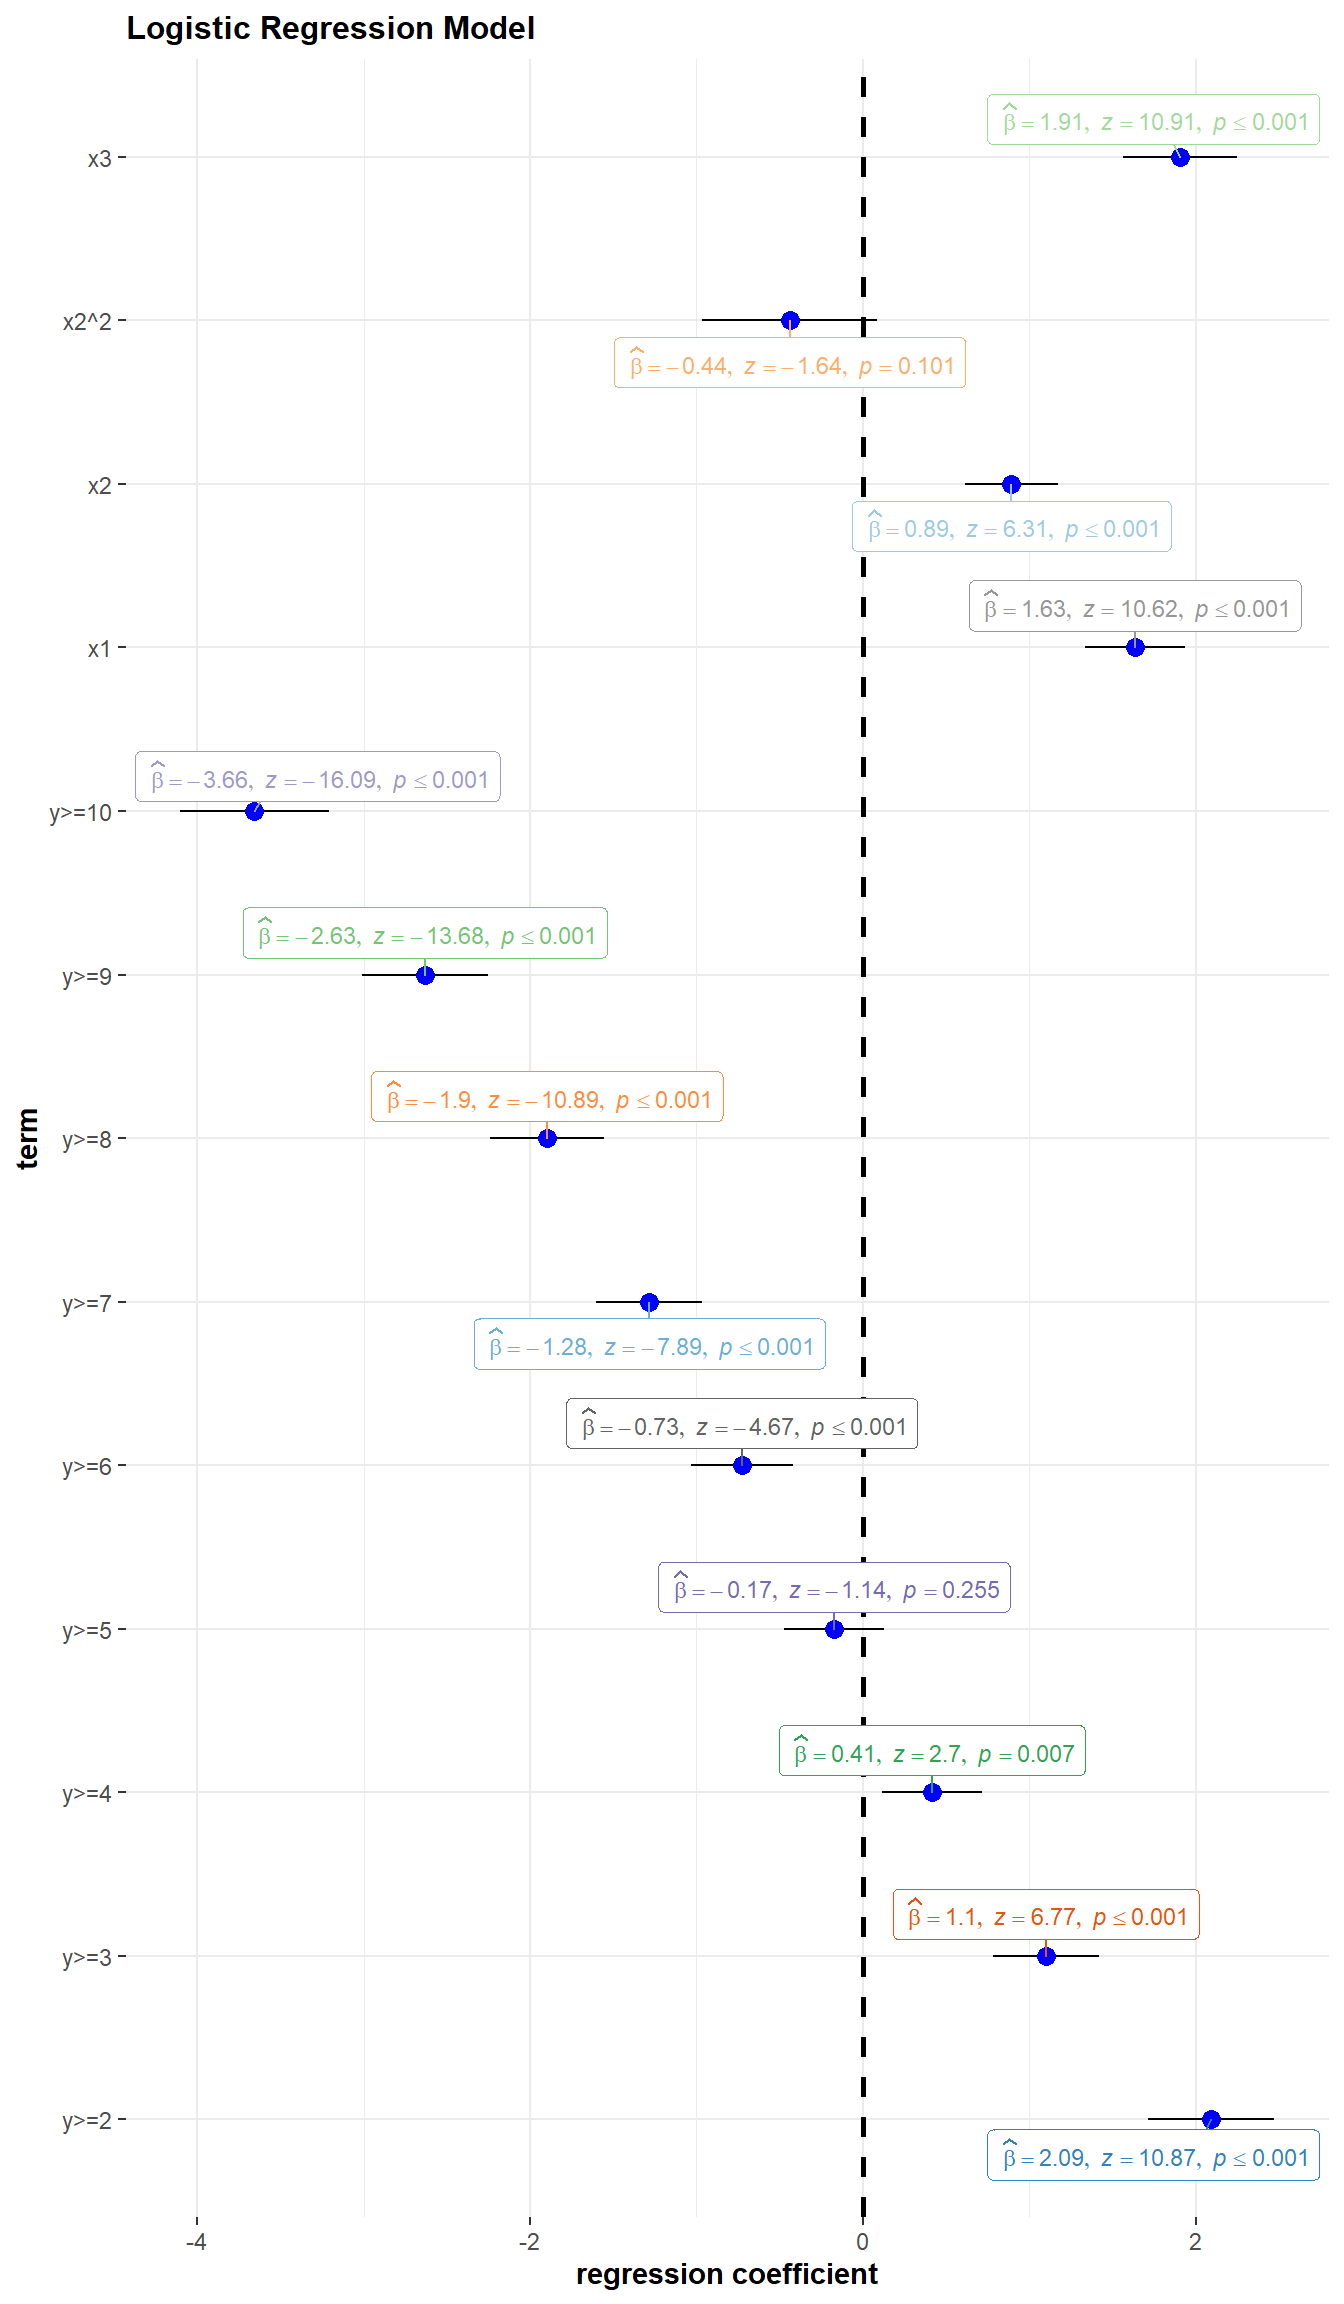 Logistic Regression Model
β̂ = 1.91, z = 10.91, p ≤ 0.001
x3
x2^2
β̂ = −0.44, z = −1.64, p = 0.101
x2
β̂ = 0.89, z = 6.31, p ≤ 0.001
β̂ = 1.63, z = 10.62, p ≤ 0.001
x1
β̂ = −3.66, z = −16.09, p ≤ 0.001
y>=10
β̂ = −2.63, z = −13.68, p ≤ 0.001
y>=9
β̂ = −1.9, z = −10.89, p ≤ 0.001
y>=8
term
y>=7
β̂ = −1.28, z = −7.89, p ≤ 0.001
β̂ = −0.73, z = −4.67, p ≤ 0.001
y>=6
β̂ = −0.17, z = −1.14, p = 0.255
y>=5
β̂ = 0.41, z = 2.7, p = 0.007
y>=4
β̂ = 1.1, z = 6.77, p ≤ 0.001
y>=3
y>=2
β̂ = 2.09, z = 10.87, p ≤ 0.001
-4 -2 0 2
regression coefficient